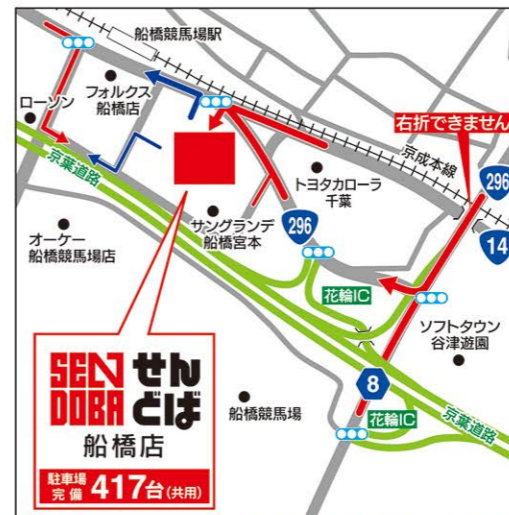 船橋競馬場駅
フォルクス
船橋店
ローソン
京葉道路
右折できません
京成本線
296
トヨタカローラ
千葉
14
サングランデ
船橋宮本
296
オーケー
船橋競馬場店
花輪IC
ソフトタウン
谷津遊園
SEN
DOBA
せん
どば
船橋店
駐車場
完備
417台(共用)
8
船橋競馬場
花輪IC
京葉道路